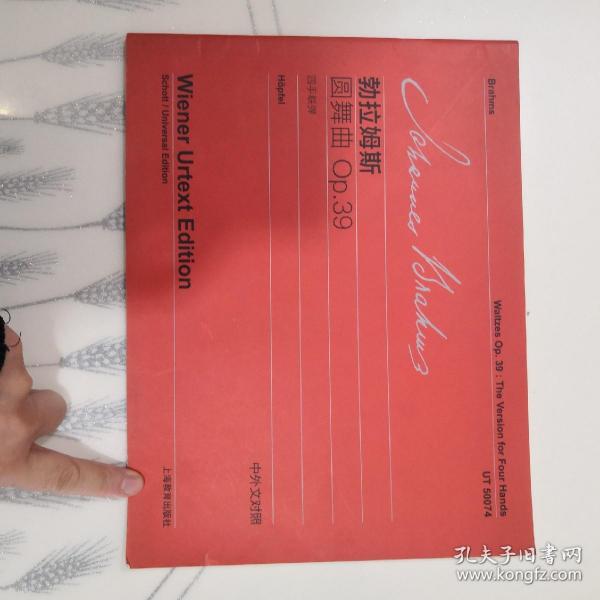 Brahms
Waltzes Op. 39 : The Version for Four Hands
UT 50074
Johannes Brahms
勃拉姆斯
圆舞曲 Op.39
四手联弹
Höpfel
中外文对照
Wiener Urtext Edition
Schott / Universal Edition
上海教育出版社
孔夫子旧书网
www.kongfz.com